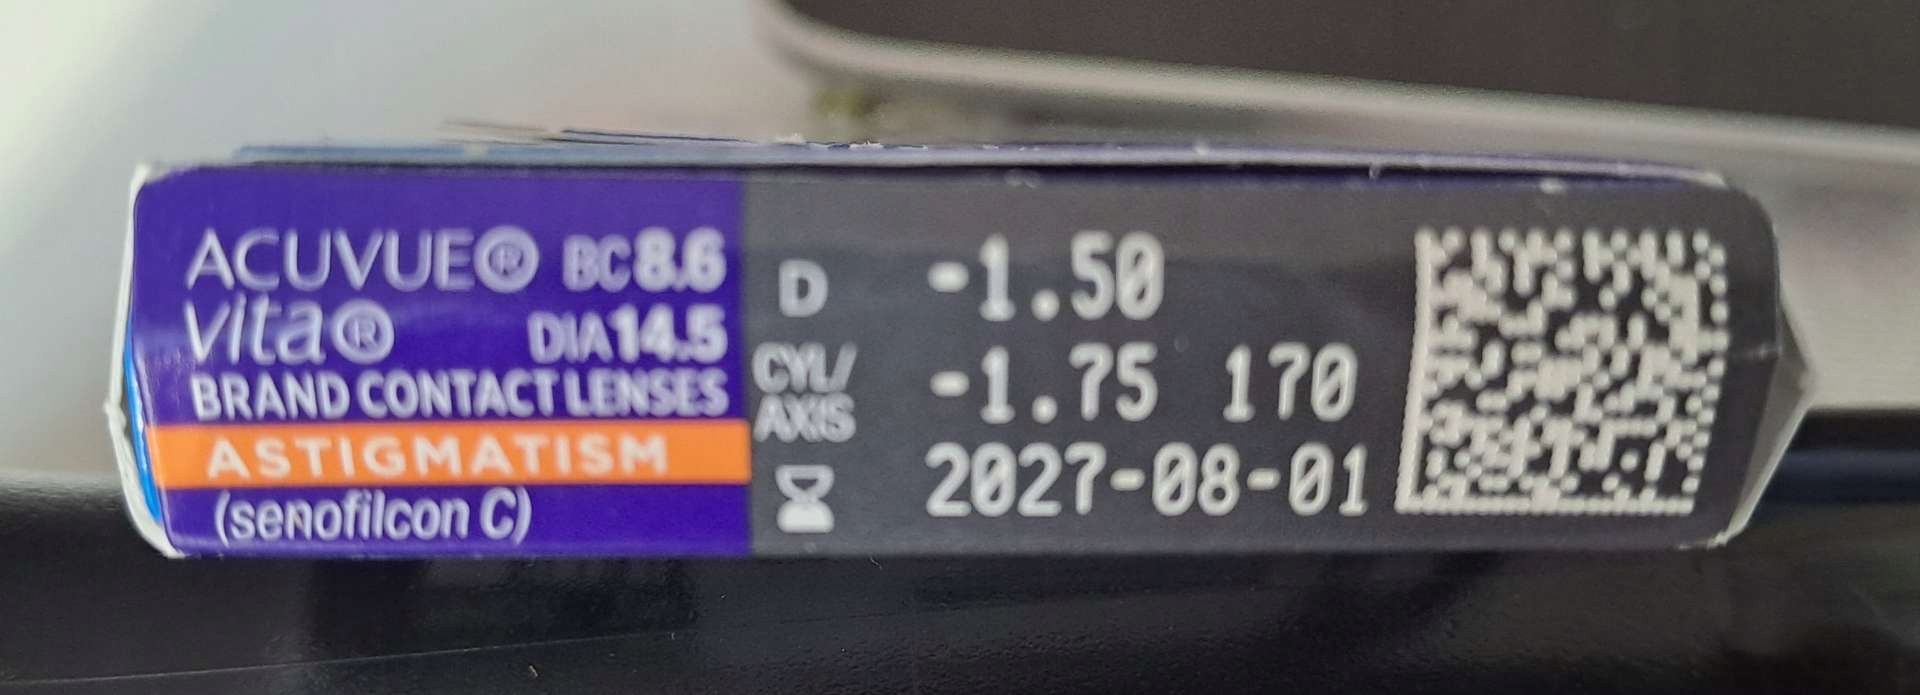 ACUVUE® BC 8.6
vita® DIA 14.5
BRAND CONTACT LENSES
ASTIGMATISM
(senofilcon C)
D -1.50
CYL/
AXIS -1.75 170
2027-08-01